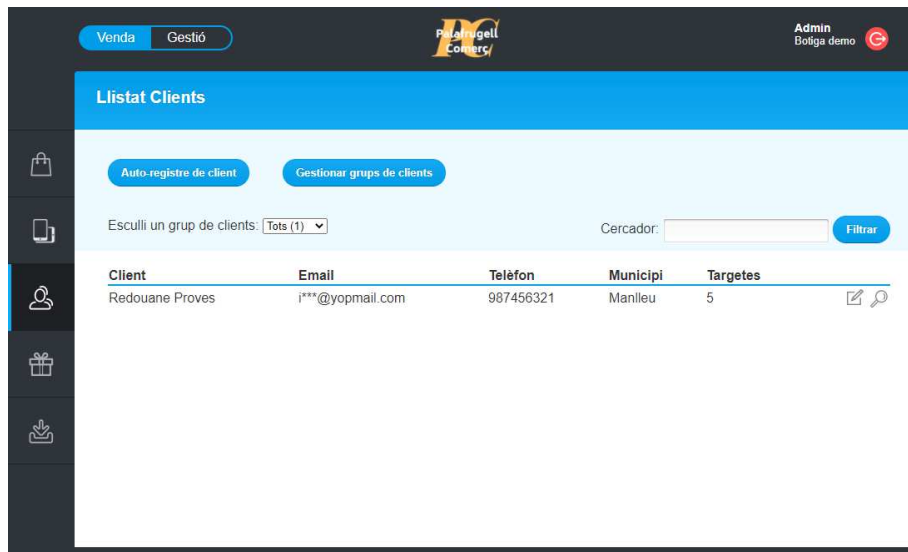 Venda Gestió
Palafrugell
Comerç/
Admin
Botiga demo
Llistat Clients
Auto-registre de client Gestionar grups de clients
Esculli un grup de clients: Tots (1) Cercador: Filtrar
Client Email Telèfon Municipi Targetes
Redouane Proves i***@yopmail.com 987456321 Manlleu 5